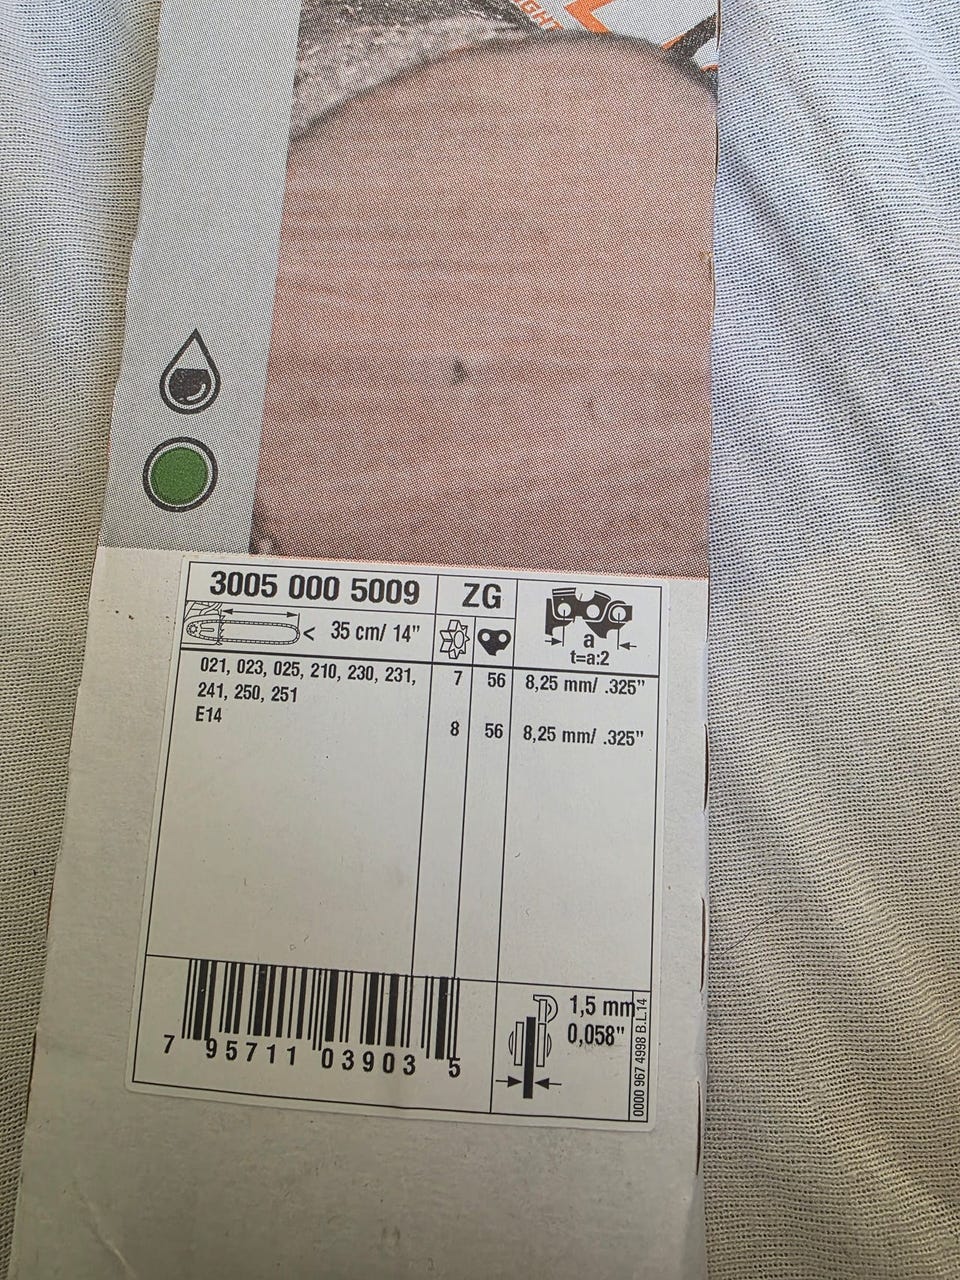 IGHT
3005 000 5009 ZG
< 35 cm/ 14" a
t=a:2
021, 023, 025, 210, 230, 231, 7 56 8,25 mm/ .325"
241, 250, 251
E14 8 56 8,25 mm/ .325"
1,5 mm
0,058"
0000 967 4998 B.L.14
7 95711 03903 5